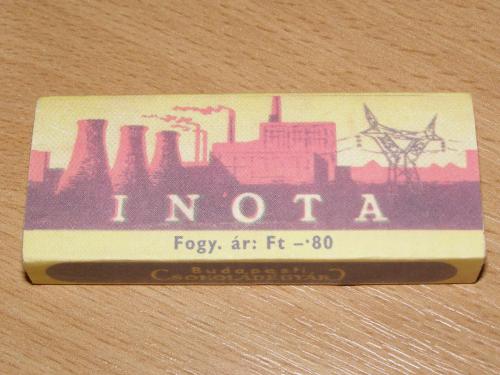 INOTA
Fogy. ár: Ft –·80
Budapesti
CSOKOLÁDÉGYÁR